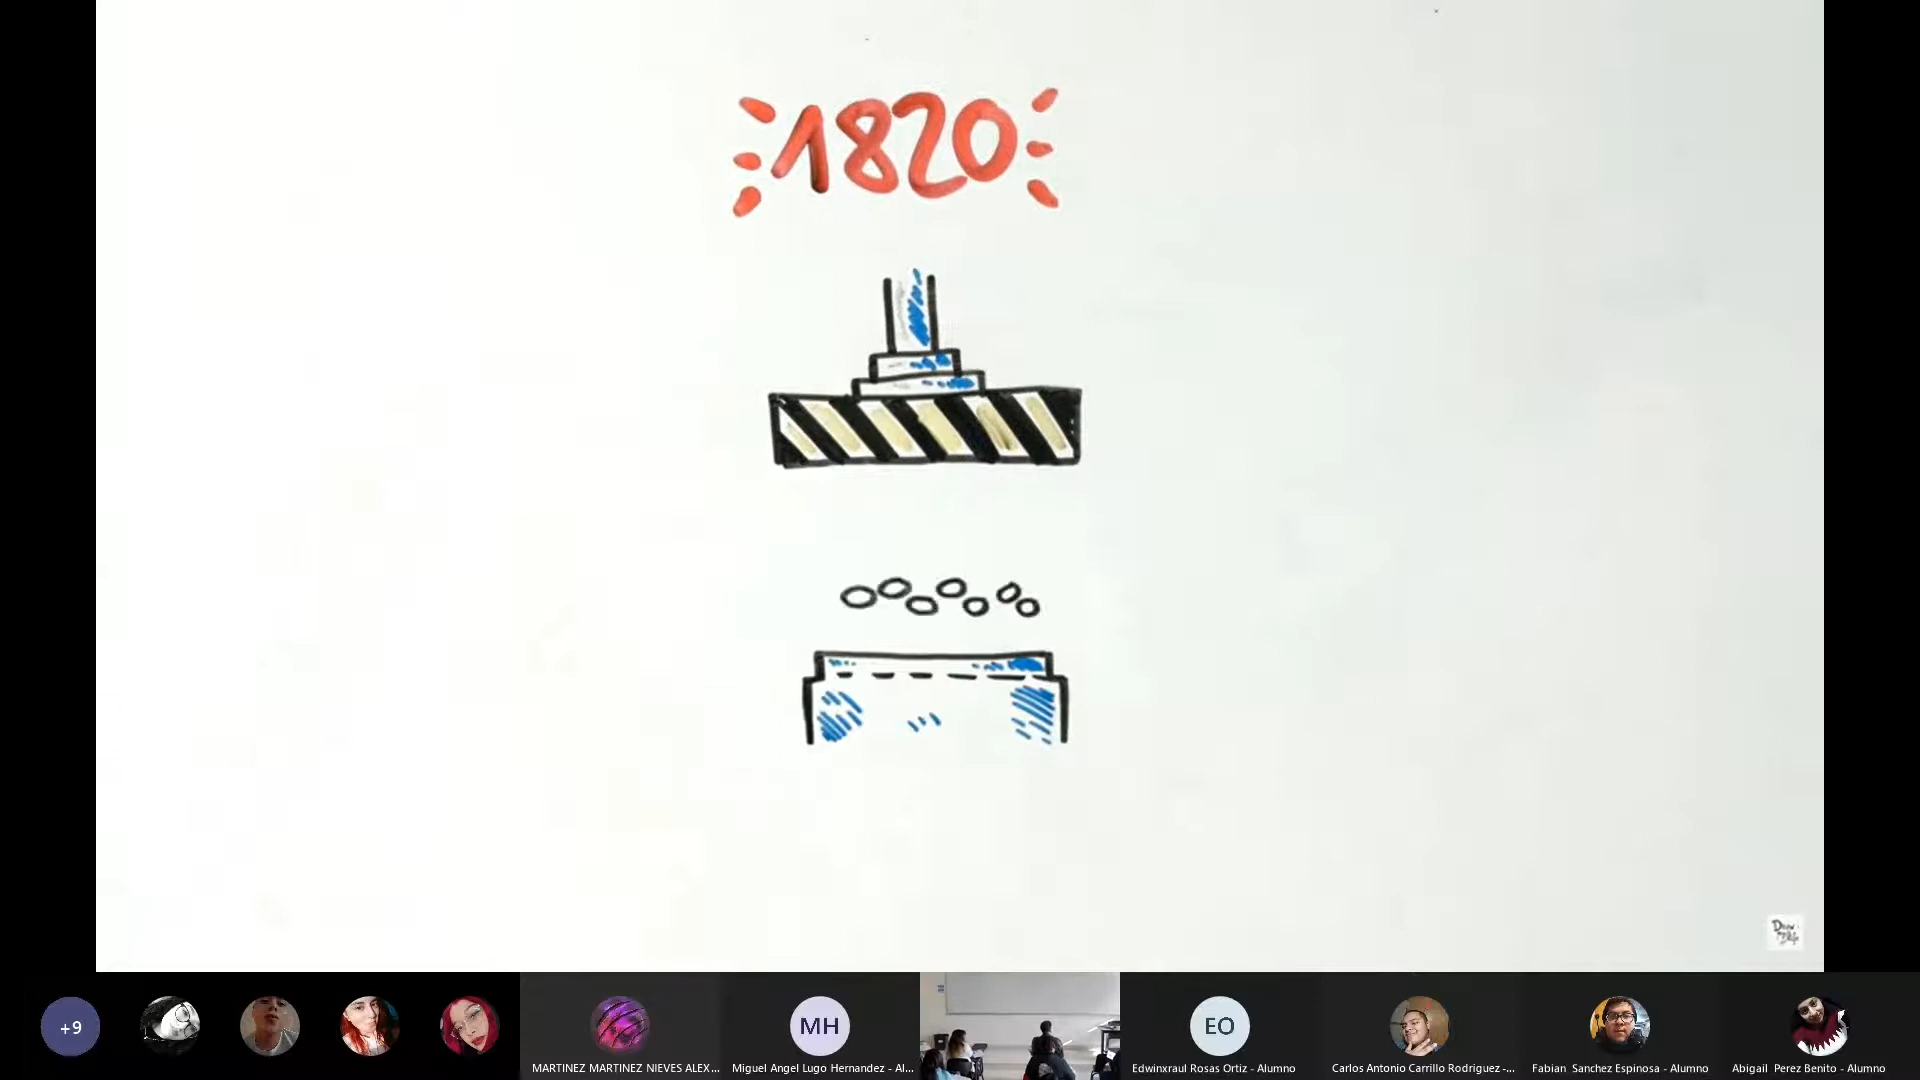 1820
+9
MARTINEZ MARTINEZ NIEVES ALEX...
MH
Miguel Angel Lugo Hernandez - Al...
EO
Edwinxraul Rosas Ortiz - Alumno
Carlos Antonio Carrillo Rodriguez -...
Fabian Sanchez Espinosa - Alumno
Abigail Perez Benito - Alumno